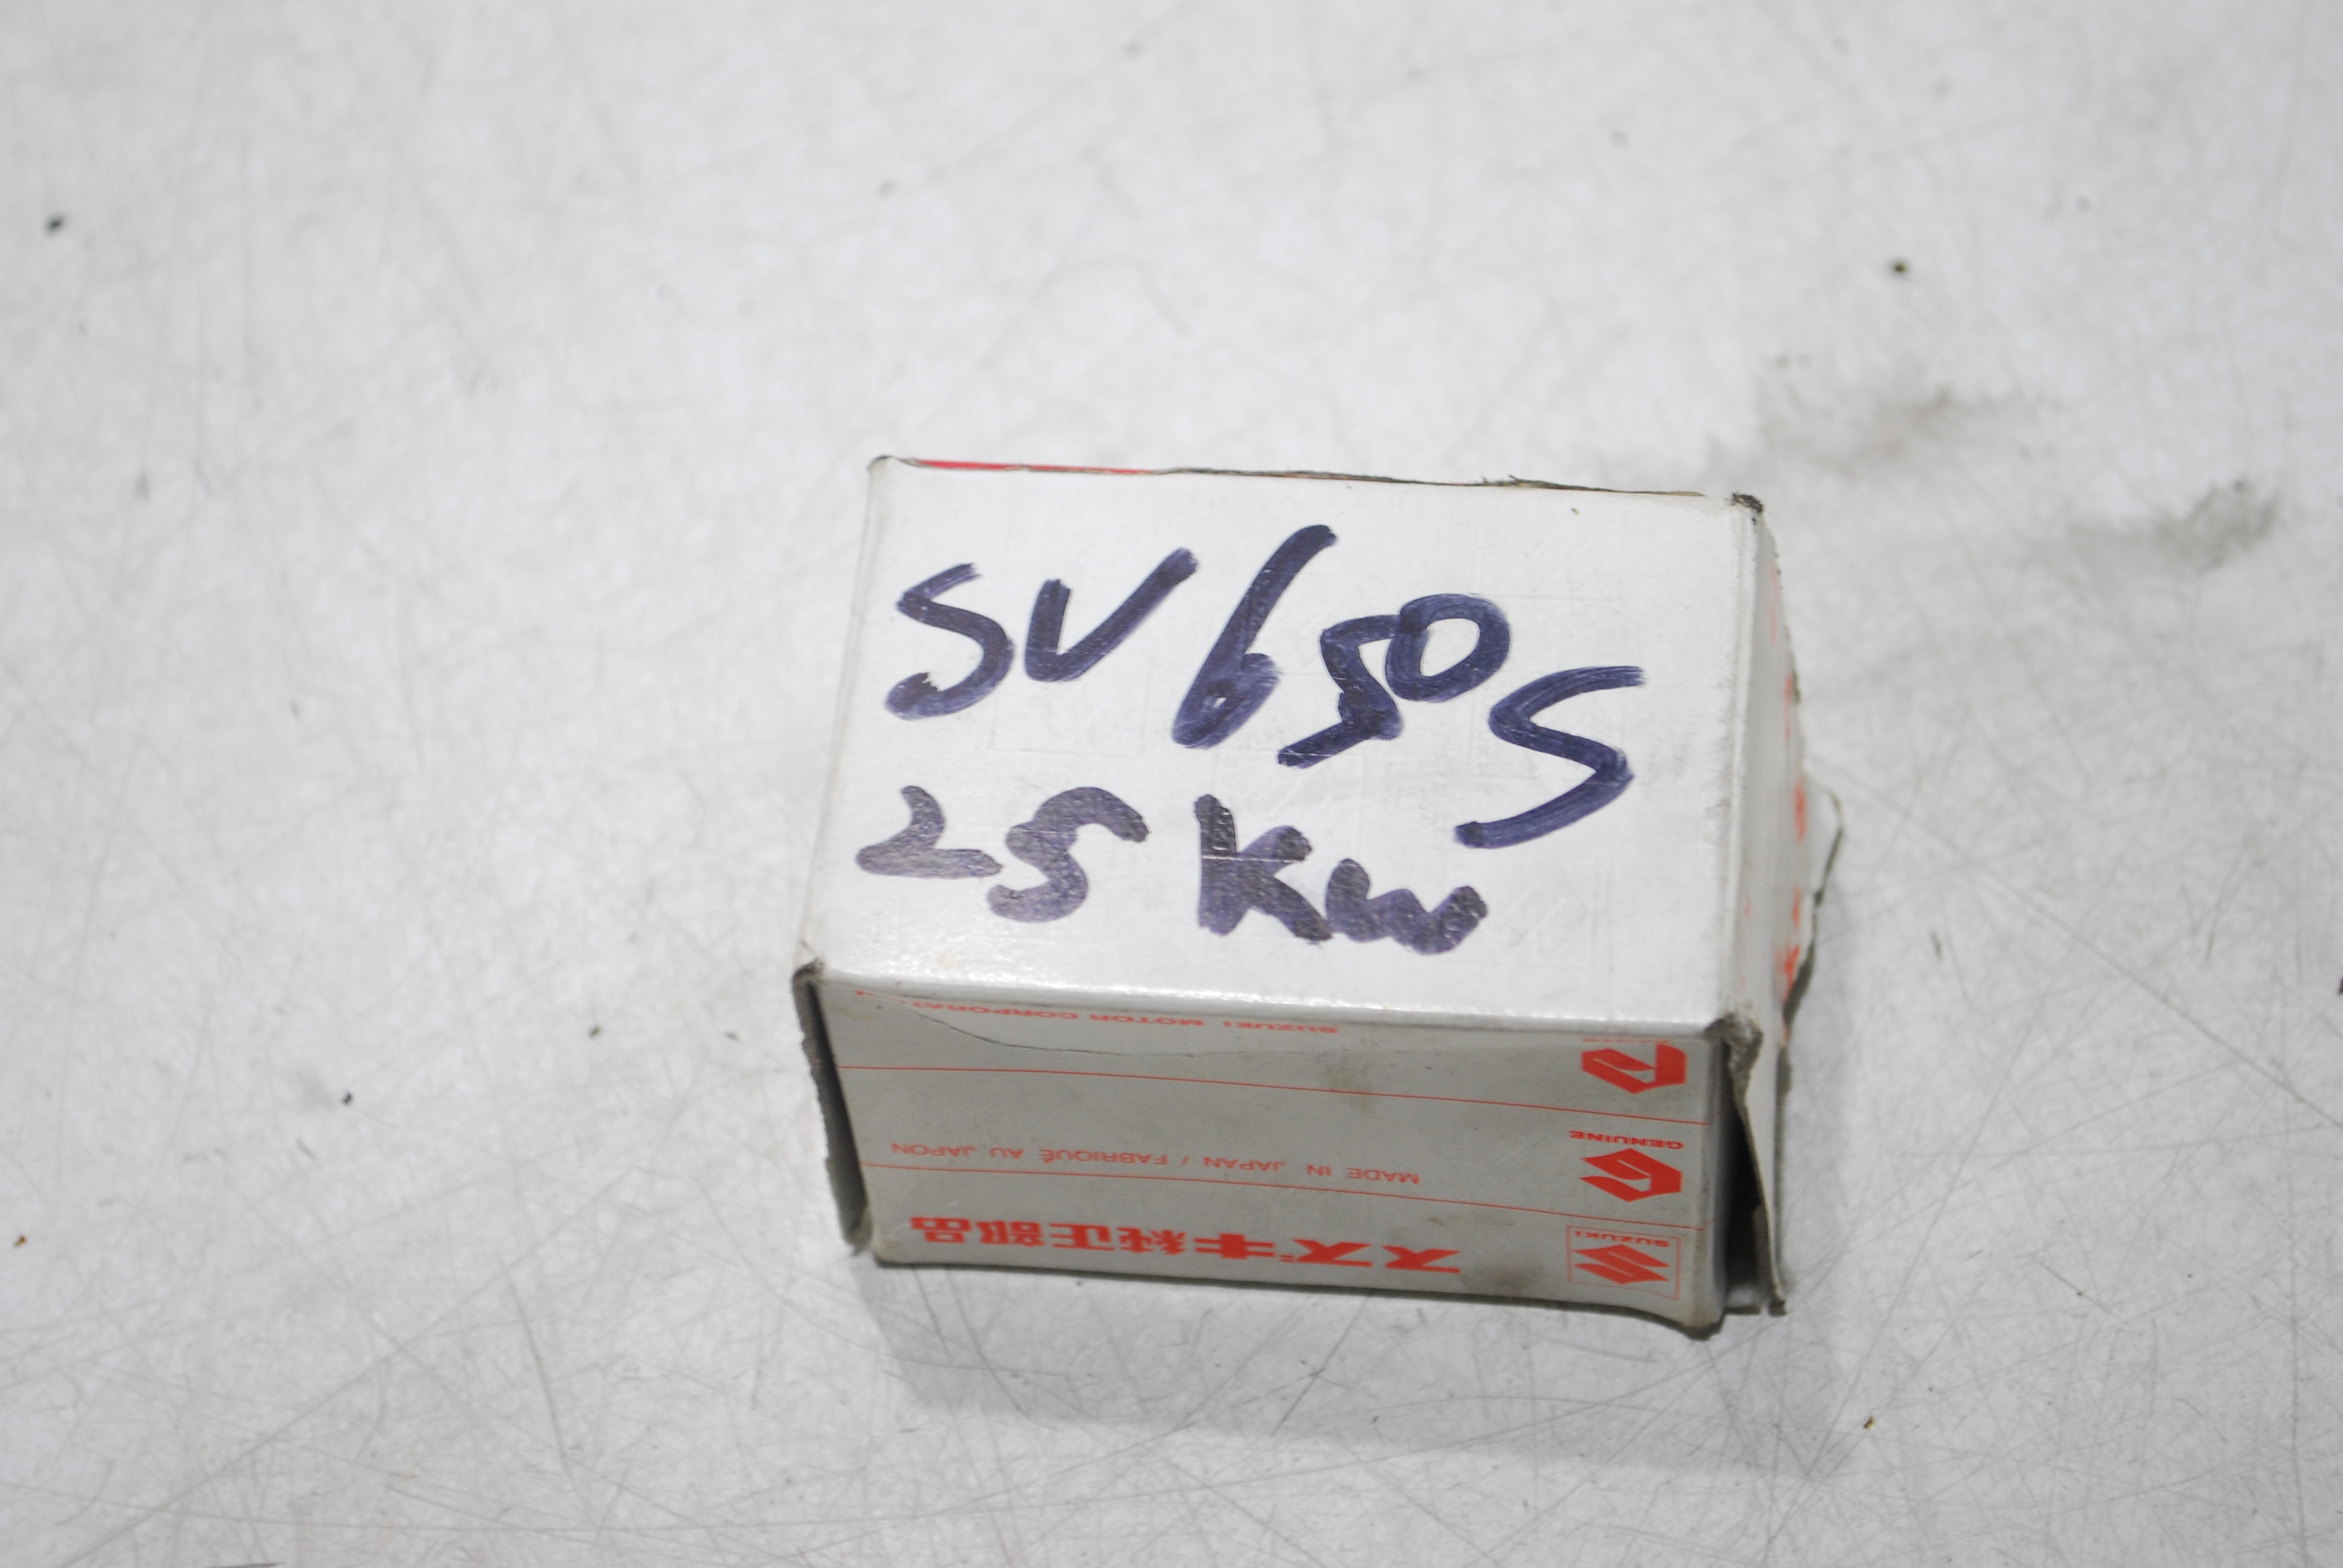 SV650S
25 KW
SUZUKI MOTOR CORPORAT
MADE IN JAPAN / FABRIQUÉ AU JAPON
GENUINE
スズキ純正部品
SUZUKI